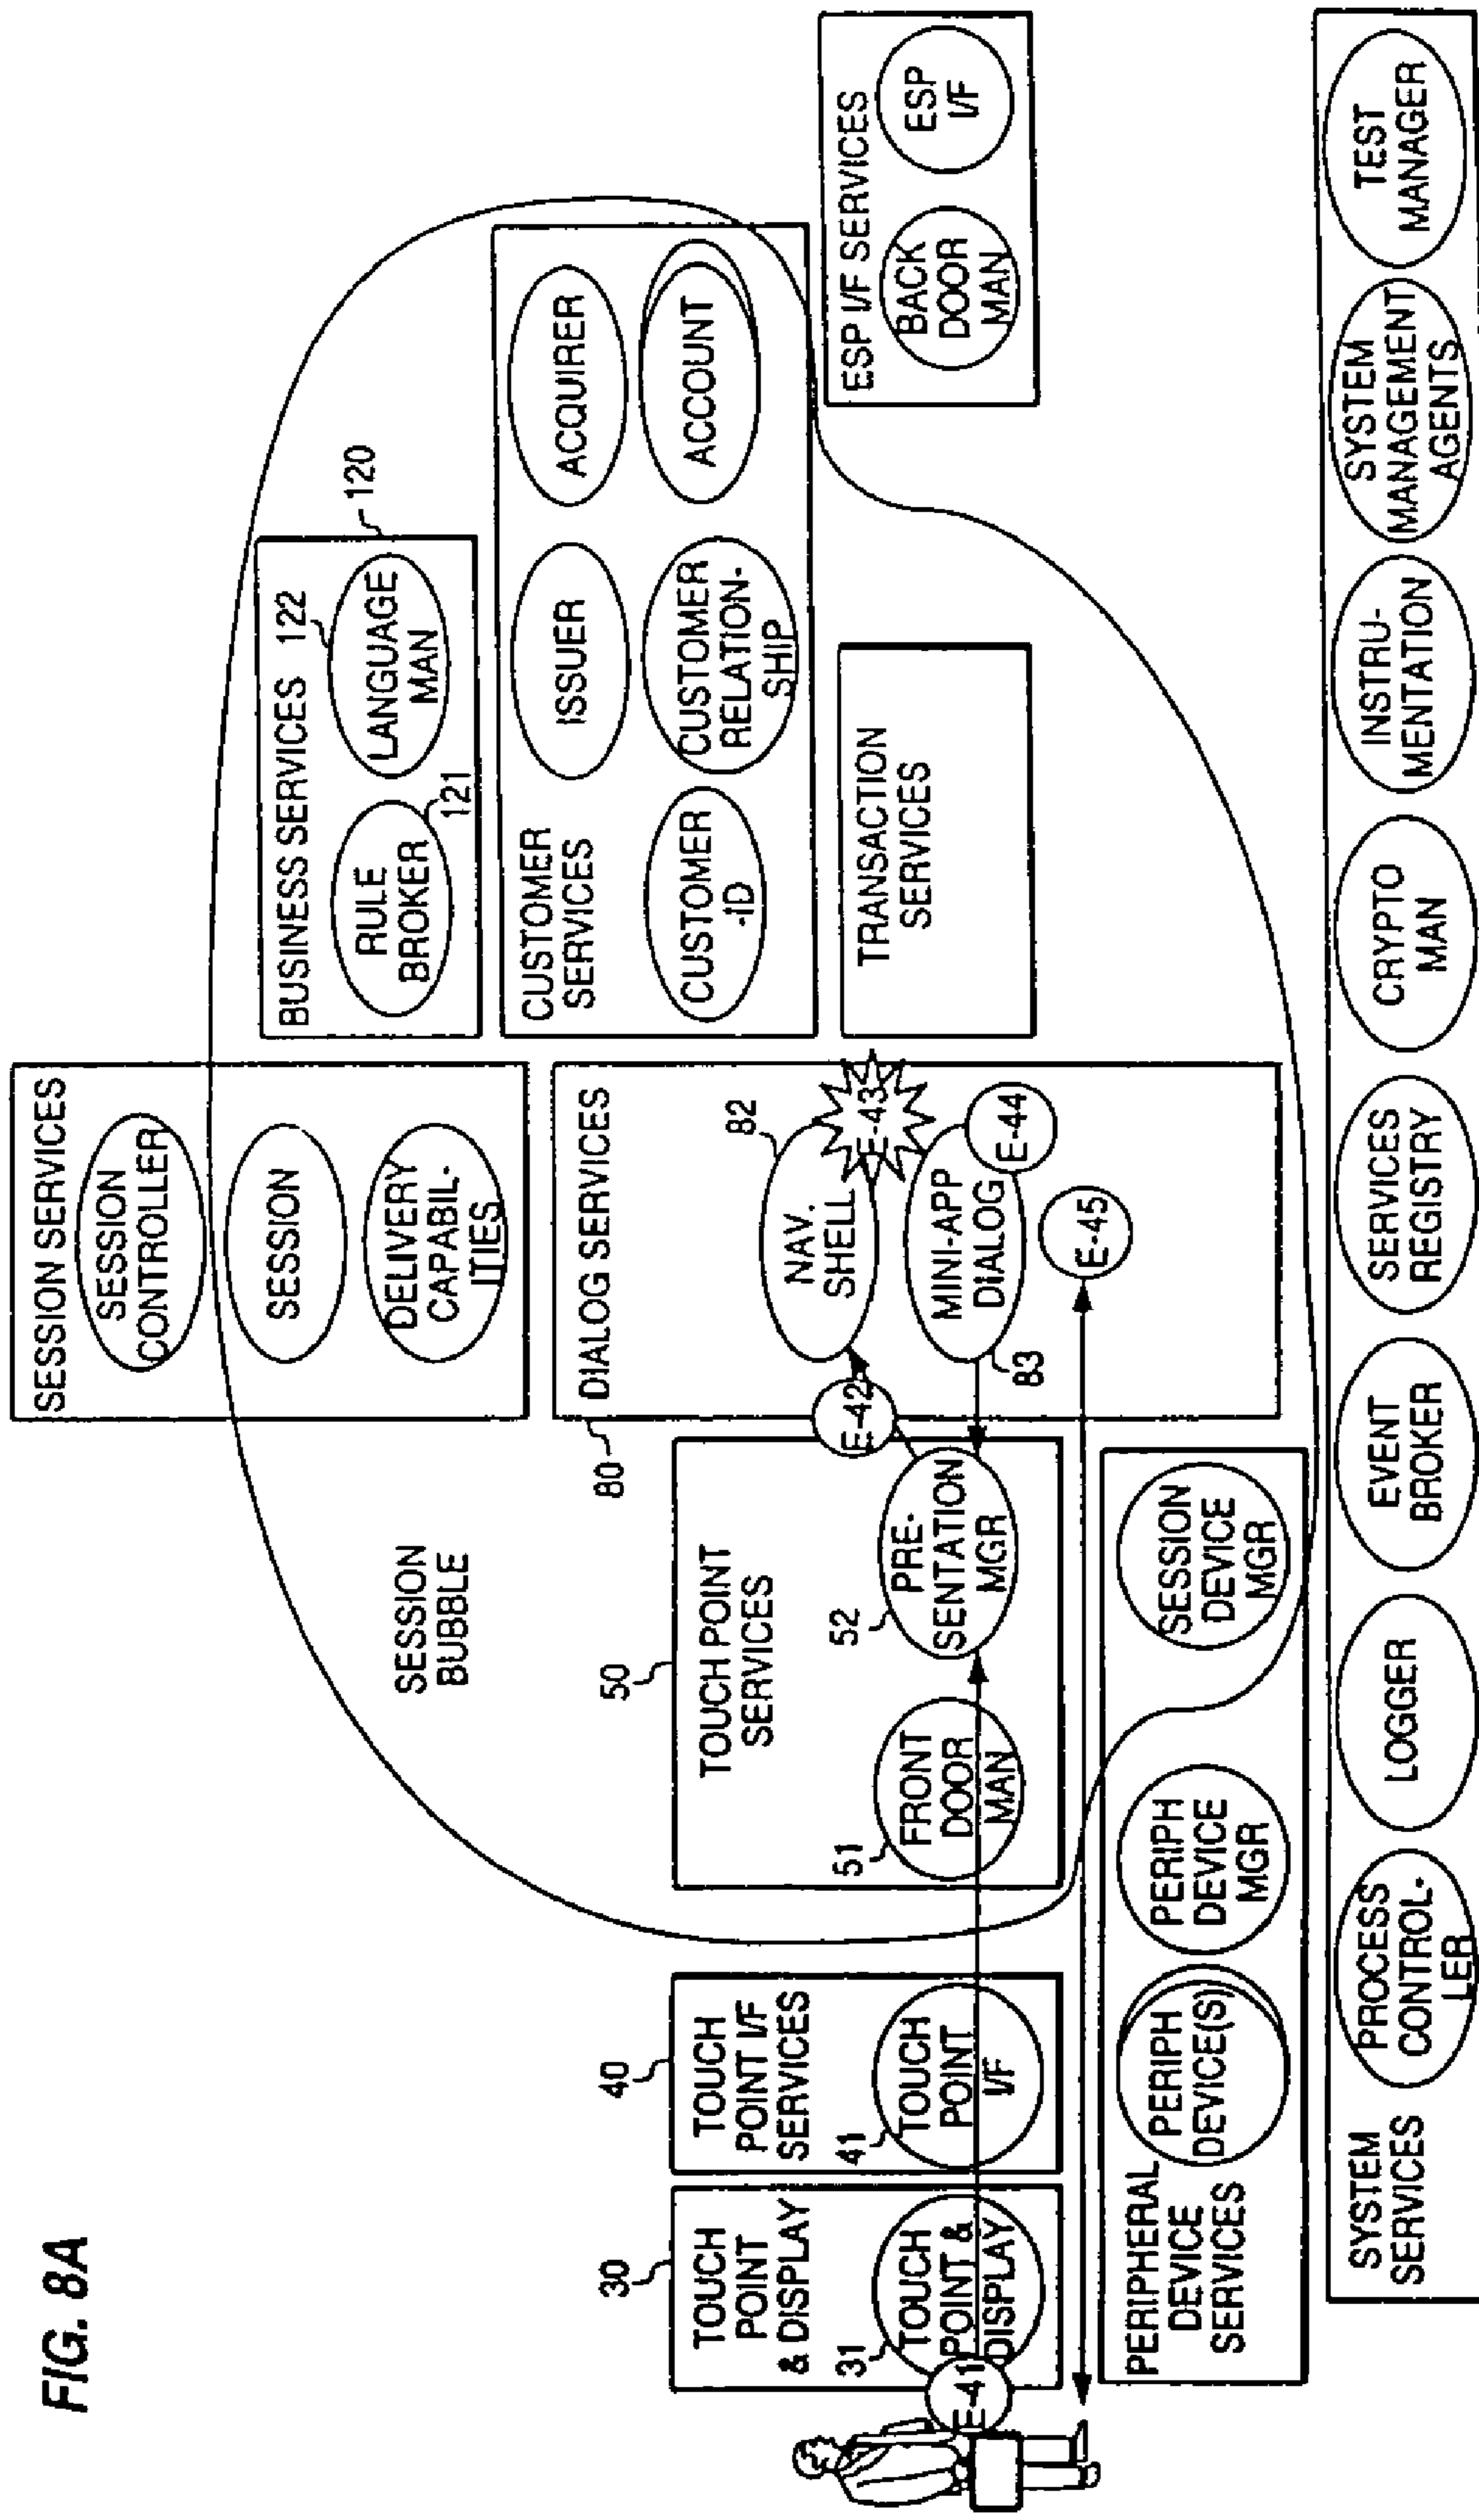 FIG. 8A
SESSION SERVICES
SESSION
CONTROLLER
SESSION
DELIVERY
CAPABIL-
ITIES
BUSINESS SERVICES
122
120
RULE
BROKER
121
LANGUAGE
MAN
SESSION
BUBBLE
CUSTOMER
SERVICES
ISSUER
ACQUIRER
CUSTOMER
-ID
CUSTOMER
RELATION-
SHIP
ACCOUNT
30
TOUCH
POINT
& DISPLAY
31
TOUCH
POINT &
DISPLAY
E-41
40
TOUCH
POINT I/F
SERVICES
41
TOUCH
POINT
I/F
50
TOUCH POINT
SERVICES
51
FRONT
DOOR
MAN
52
PRE-
SENTATION
MGR
80
DIALOG SERVICES
E-42
82
NAV.
SHELL
E-43
MINI-APP
DIALOG
83
E-44
E-45
TRANSACTION
SERVICES
ESP I/F SERVICES
BACK
DOOR
MAN
ESP
I/F
PERIPHERAL
DEVICE
SERVICES
PERIPH
DEVICE(S)
PERIPH
DEVICE
MGR
SESSION
DEVICE
MGR
SYSTEM
SERVICES
PROCESS
CONTROL-
LER
LOGGER
EVENT
BROKER
SERVICES
REGISTRY
CRYPTO
MAN
INSTRU-
MENTATION
SYSTEM
MANAGEMENT
AGENTS
TEST
MANAGER